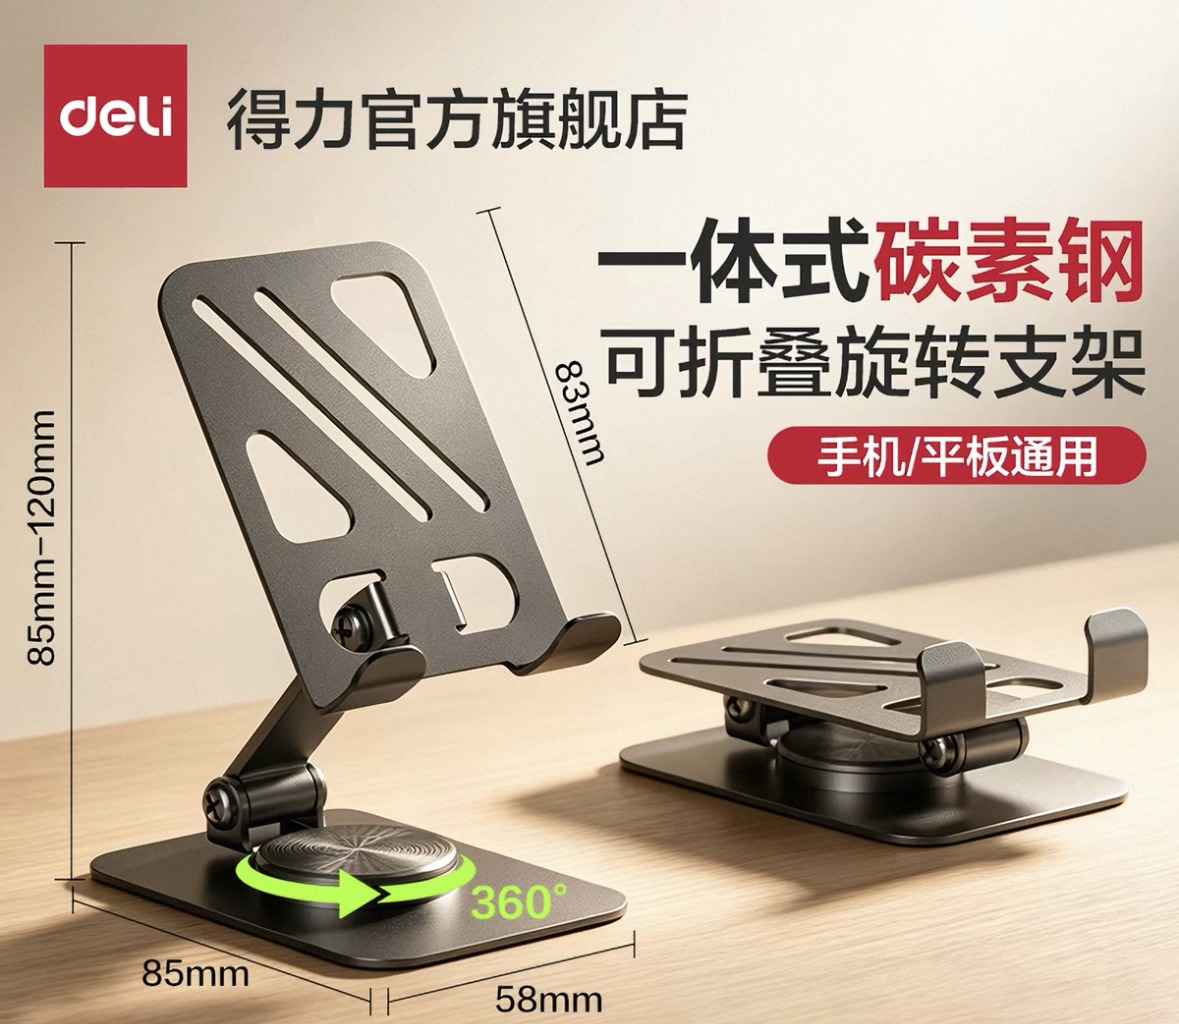 deli
得力官方旗舰店
一体式碳素钢
可折叠旋转支架
手机/平板通用
85mm-120mm
83mm
360°
85mm
58mm